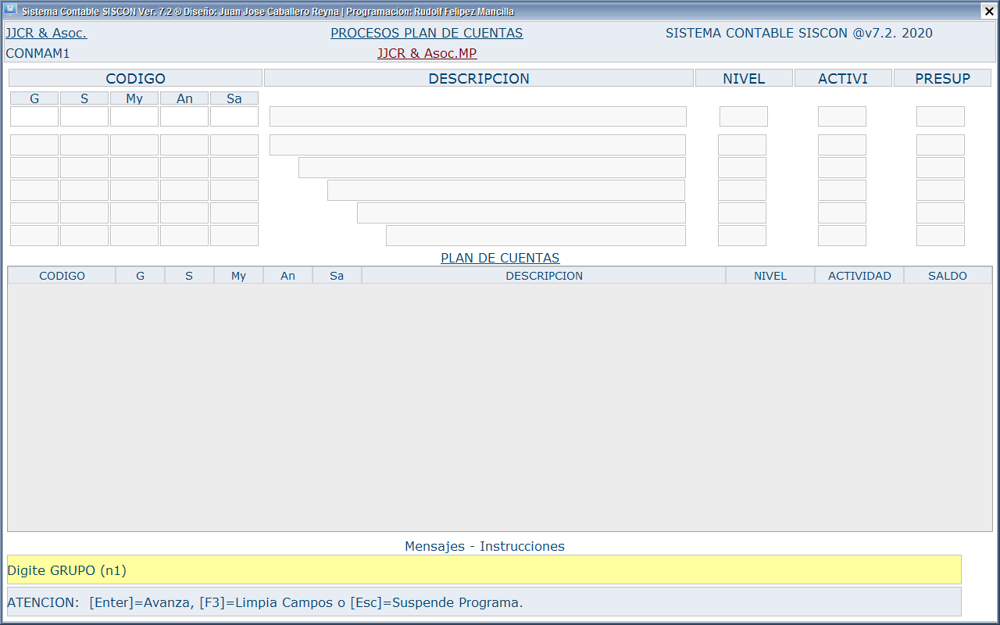 Sistema Contable SISCON Ver. 7.2 ® Diseño: Juan Jose Caballero Reyna | Programacion: Rudolf Felipez Mancilla
JJCR & Asoc. PROCESOS PLAN DE CUENTAS SISTEMA CONTABLE SISCON @v7.2. 2020
CONMAM1 JJCR & Asoc.MP
CODIGO DESCRIPCION NIVEL ACTIVI PRESUP
G S My An Sa
PLAN DE CUENTAS
CODIGO G S My An Sa DESCRIPCION NIVEL ACTIVIDAD SALDO
Mensajes - Instrucciones
Digite GRUPO (n1)
ATENCION: [Enter]=Avanza, [F3]=Limpia Campos o [Esc]=Suspende Programa.